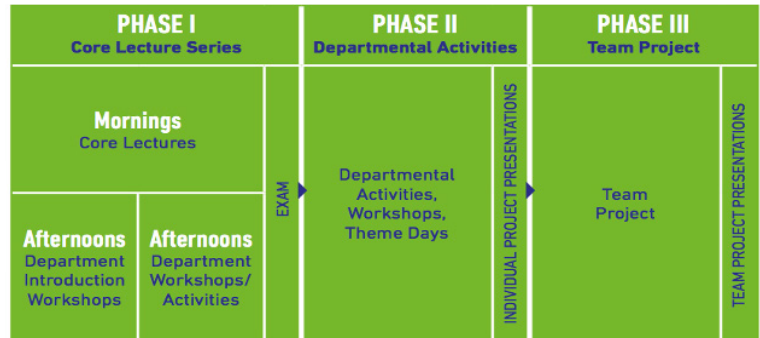 PHASE I
Core Lecture Series
Mornings
Core Lectures
Afternoons
Department
Introduction
Workshops
Afternoons
Department
Workshops/
Activities
EXAM
PHASE II
Departmental Activities
Departmental
Activities,
Workshops,
Theme Days
INDIVIDUAL PROJECT PRESENTATIONS
PHASE III
Team Project
Team
Project
TEAM PROJECT PRESENTATIONS